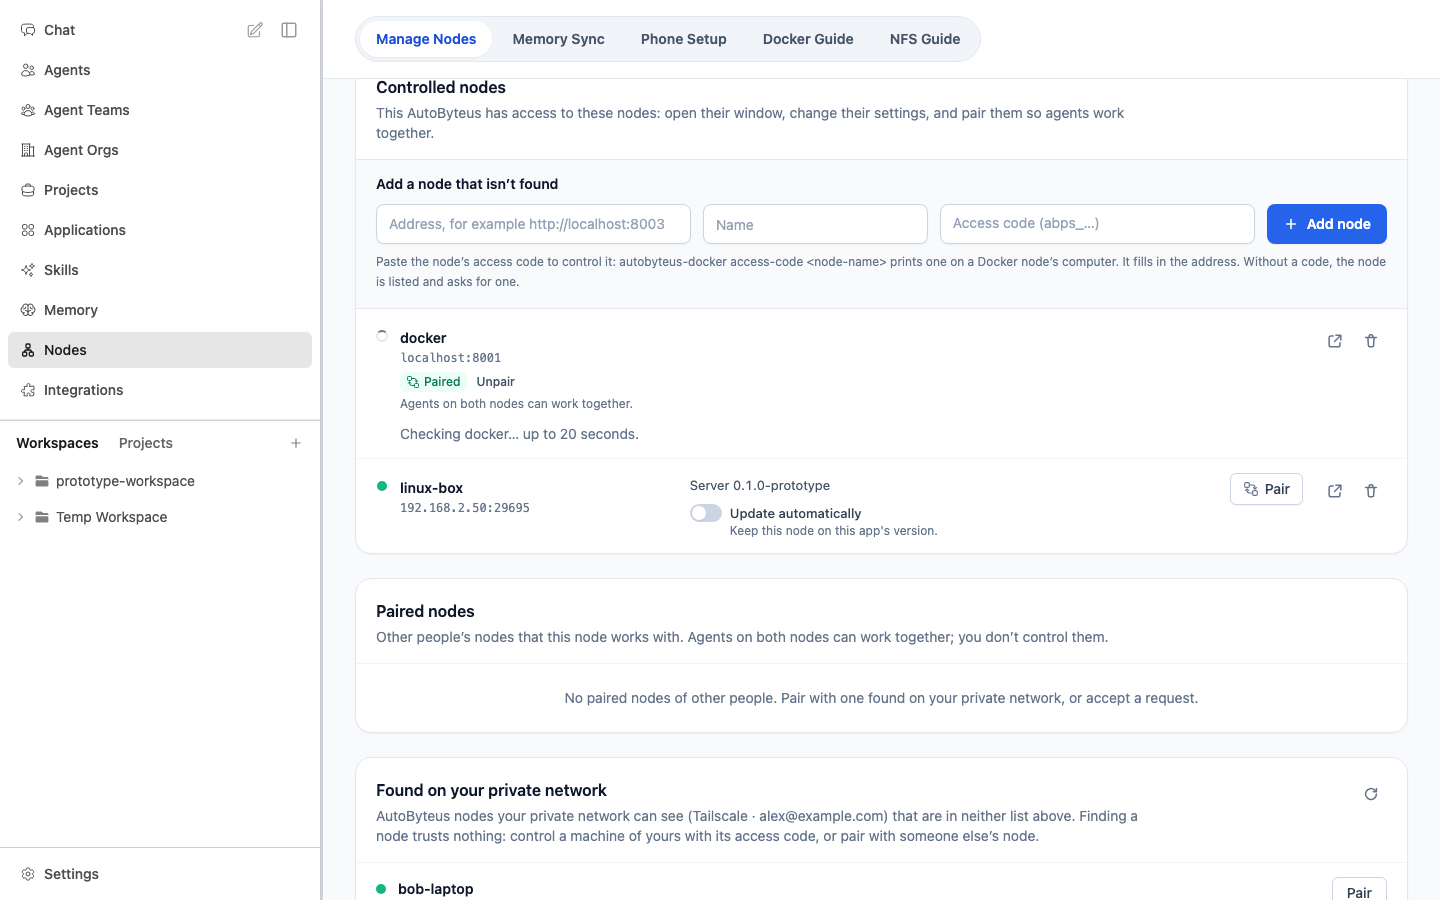 Chat
Agents
Agent Teams
Agent Orgs
Projects
Applications
Skills
Memory
Nodes
Integrations
Workspaces Projects
prototype-workspace
Temp Workspace
Settings
Manage Nodes Memory Sync Phone Setup Docker Guide NFS Guide
Controlled nodes
This AutoByteus has access to these nodes: open their window, change their settings, and pair them so agents work
together.
Add a node that isn’t found
Address, for example http://localhost:8003 Name Access code (abps_…) + Add node
Paste the node’s access code to control it: autobyteus-docker access-code <node-name> prints one on a Docker node’s computer. It fills in the address. Without a code, the node
is listed and asks for one.
docker
localhost:8001
Paired Unpair
Agents on both nodes can work together.
Checking docker… up to 20 seconds.
linux-box
192.168.2.50:29695
Server 0.1.0-prototype
Update automatically
Keep this node on this app's version.
Pair
Paired nodes
Other people’s nodes that this node works with. Agents on both nodes can work together; you don’t control them.
No paired nodes of other people. Pair with one found on your private network, or accept a request.
Found on your private network
AutoByteus nodes your private network can see (Tailscale · alex@example.com) that are in neither list above. Finding a
node trusts nothing: control a machine of yours with its access code, or pair with someone else’s node.
bob-laptop
Pair